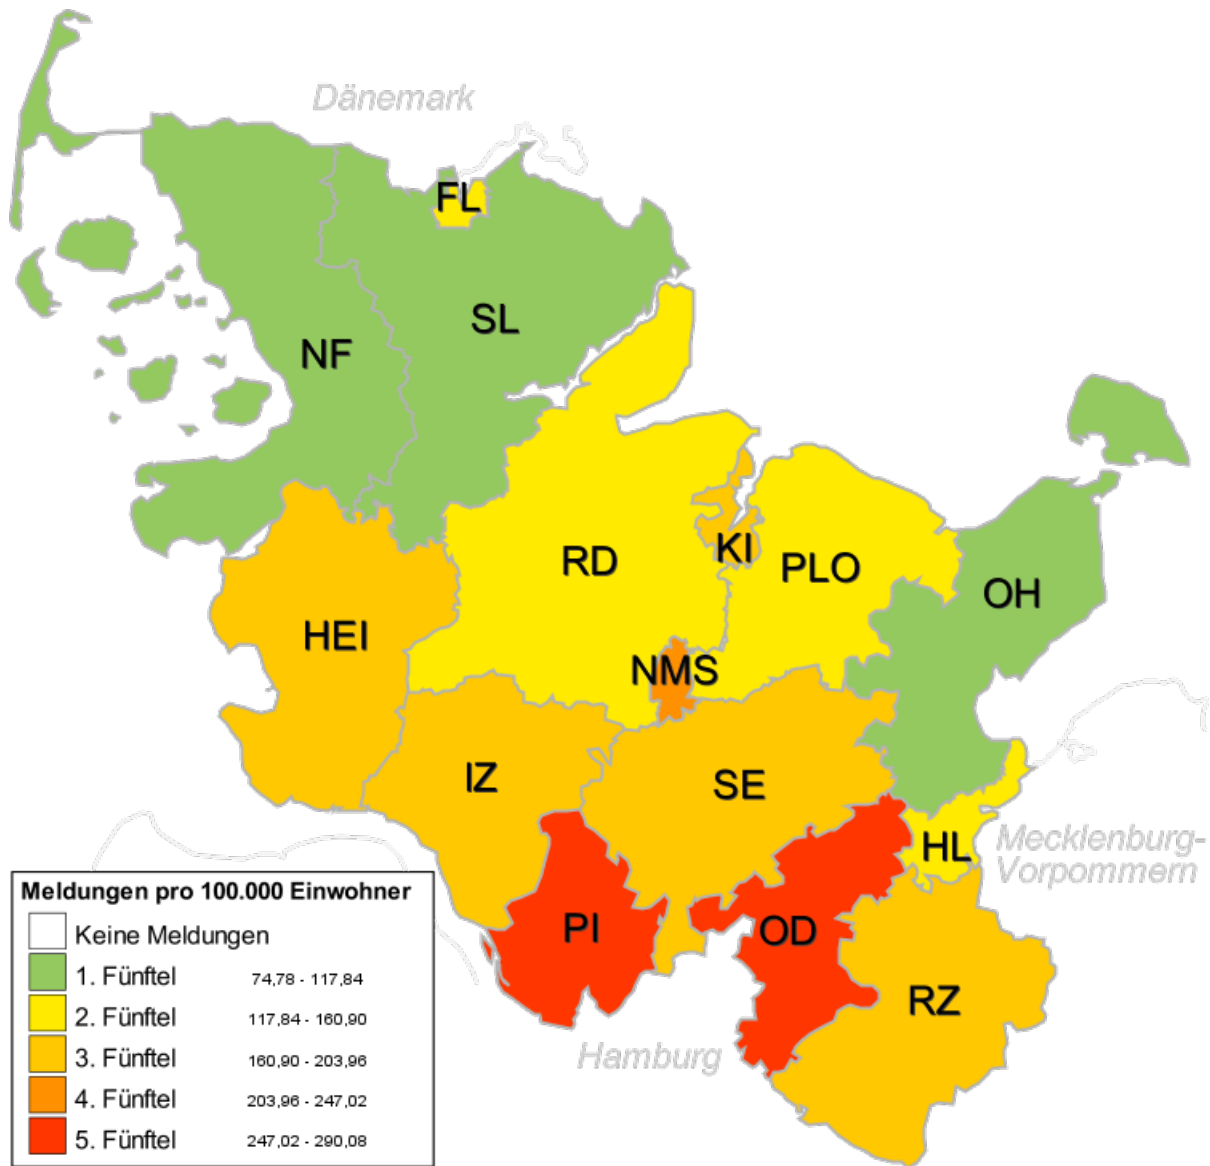 Dänemark
FL
SL
NF
RD
KI
PLO
OH
HEI
NMS
IZ
SE
HL
Mecklenburg-
Vorpommern
PI
OD
RZ
Hamburg
Meldungen pro 100.000 Einwohner
Keine Meldungen
1. Fünftel 74,78 - 117,84
2. Fünftel 117,84 - 160,90
3. Fünftel 160,90 - 203,96
4. Fünftel 203,96 - 247,02
5. Fünftel 247,02 - 290,08